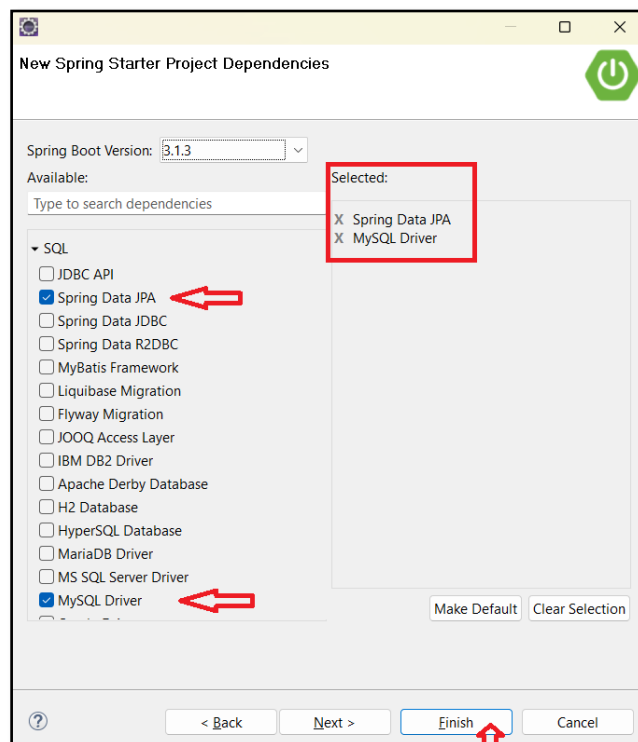 New Spring Starter Project Dependencies
Spring Boot Version: 3.1.3
Available:
Selected:
Type to search dependencies
X Spring Data JPA
X MySQL Driver
SQL
JDBC API
Spring Data JPA
Spring Data JDBC
Spring Data R2DBC
MyBatis Framework
Liquibase Migration
Flyway Migration
JOOQ Access Layer
IBM DB2 Driver
Apache Derby Database
H2 Database
HyperSQL Database
MariaDB Driver
MS SQL Server Driver
MySQL Driver
Make Default Clear Selection
? < Back Next > Finish Cancel